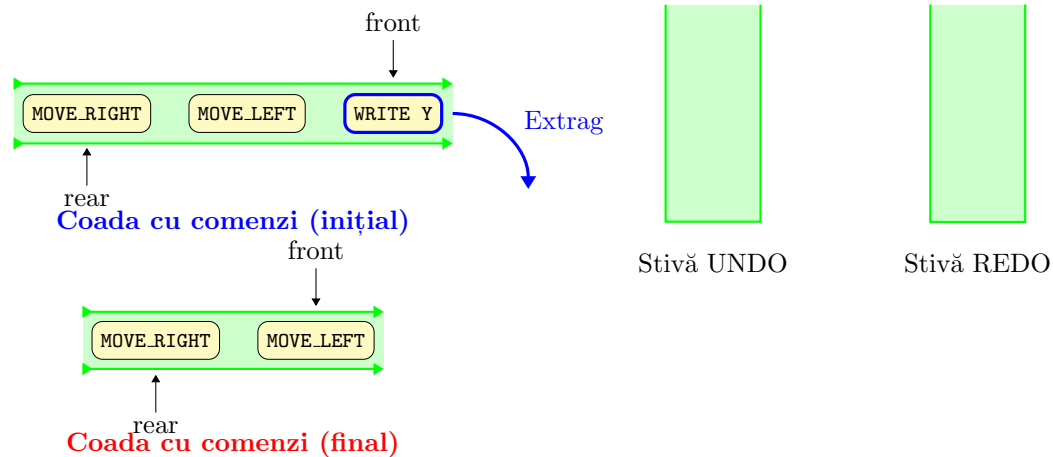 front
MOVE_RIGHT MOVE_LEFT WRITE Y
Extrag
rear
Coada cu comenzi (inițial)
front
MOVE_RIGHT MOVE_LEFT
rear
Coada cu comenzi (final)
Stivă UNDO
Stivă REDO